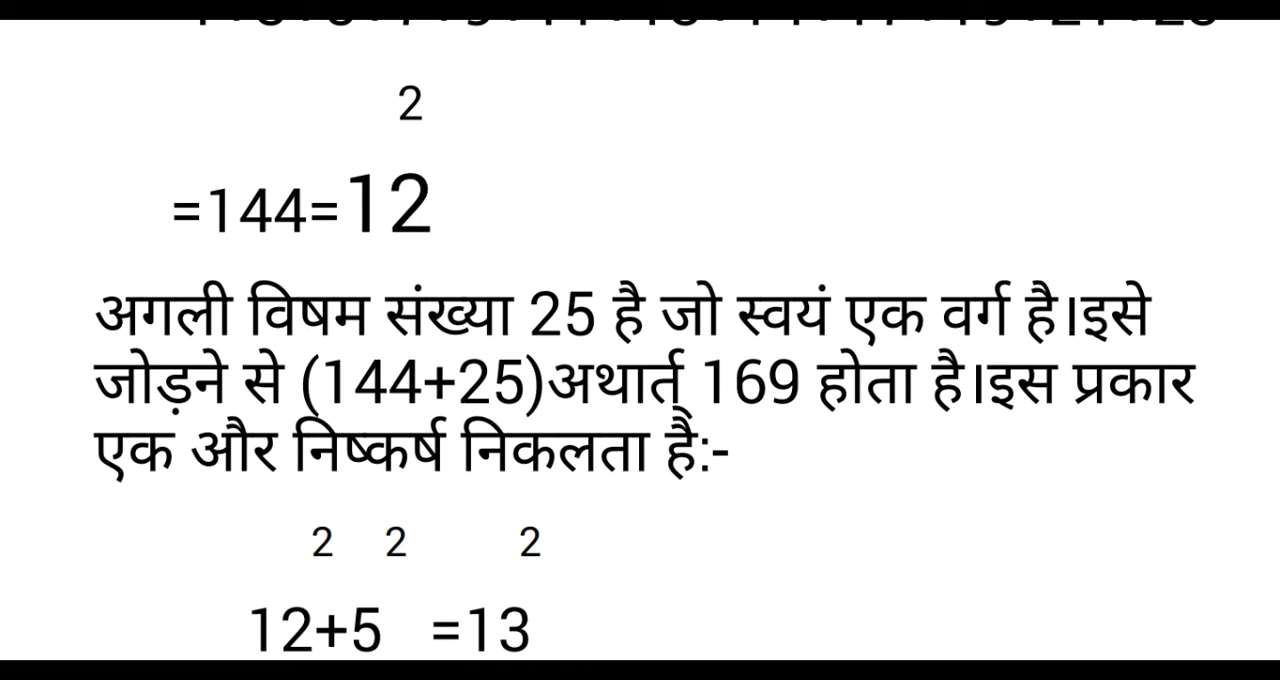 2
=144=12
अगली विषम संख्या 25 है जो स्वयं एक वर्ग है।इसे
जोड़ने से (144+25)अथार्त् 169 होता है।इस प्रकार
एक और निष्कर्ष निकलता है:-
2 2 2
12+5 =13